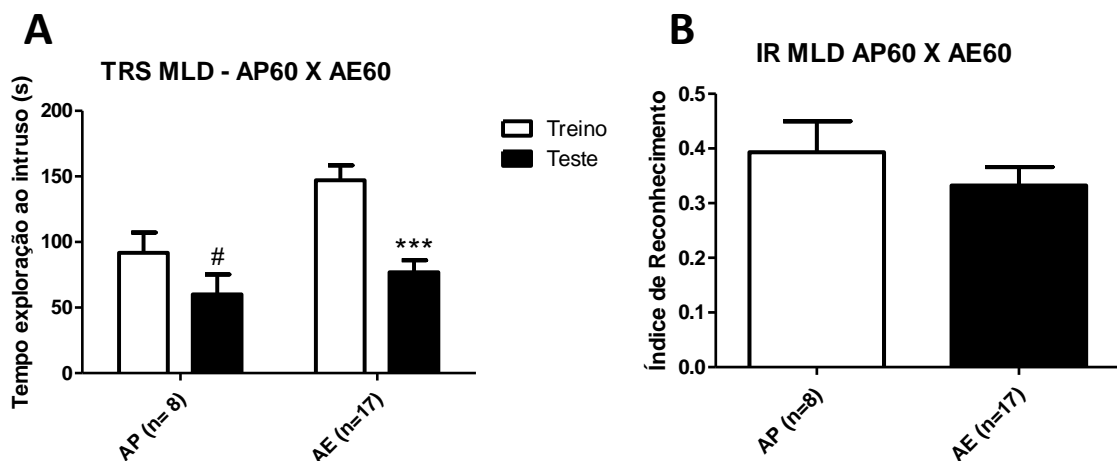 A
TRS MLD - AP60 X AE60
Tempo exploração ao intruso (s)
200
150
100
50
0
#
***
AP (n= 8)
AE (n=17)
Treino
Teste
B
IR MLD AP60 X AE60
Índice de Reconhecimento
0.5
0.4
0.3
0.2
0.1
0.0
AP (n=8)
AE (n=17)